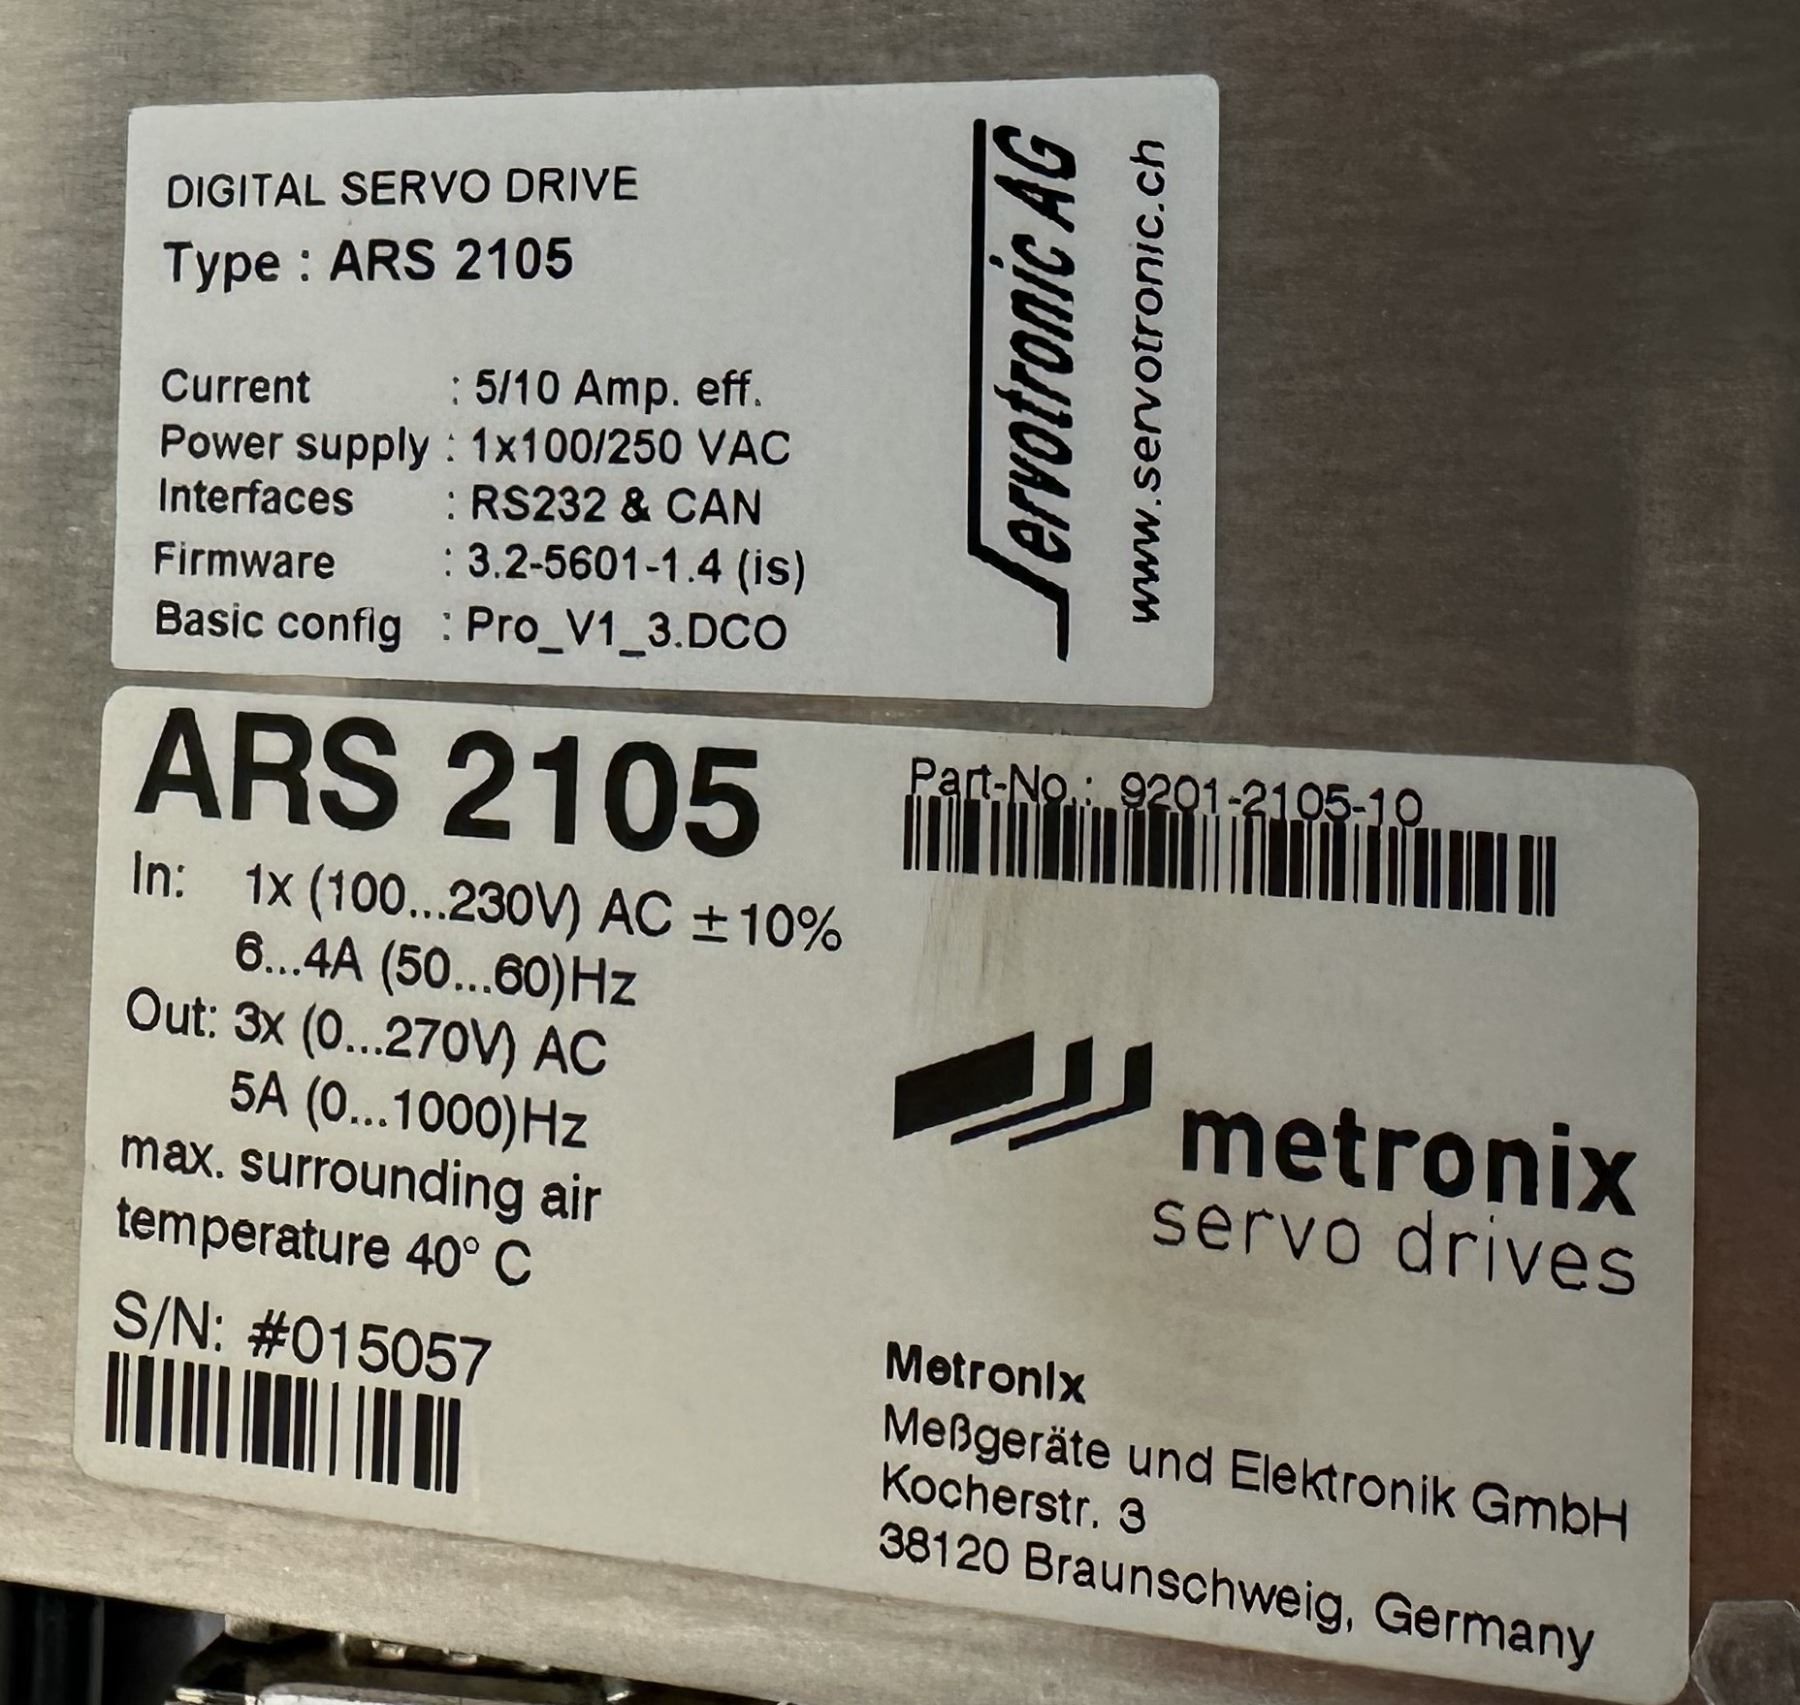 DIGITAL SERVO DRIVE
Type : ARS 2105
Current : 5/10 Amp. eff.
Power supply : 1x100/250 VAC
Interfaces : RS232 & CAN
Firmware : 3.2-5601-1.4 (is)
Basic config : Pro_V1_3.DCO
Servotronic AG
www.servotronic.ch
ARS 2105
In: 1x (100...230V) AC ±10%
6...4A (50...60)Hz
Out: 3x (0...270V) AC
5A (0...1000)Hz
max. surrounding air
temperature 40° C
S/N: #015057
Part-No.: 9201-2105-10
metronix
servo drives
Metronix
Meßgeräte und Elektronik GmbH
Kocherstr. 3
38120 Braunschweig, Germany